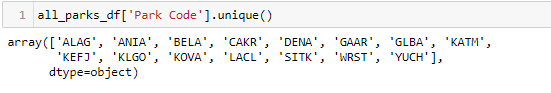 1 all_parks_df['Park Code'].unique()
array(['ALAG', 'ANIA', 'BELA', 'CAKR', 'DENA', 'GAAR', 'GLBA', 'KATM',
'KEFJ', 'KLGO', 'KOVA', 'LACL', 'SITK', 'WRST', 'YUCH'],
dtype=object)